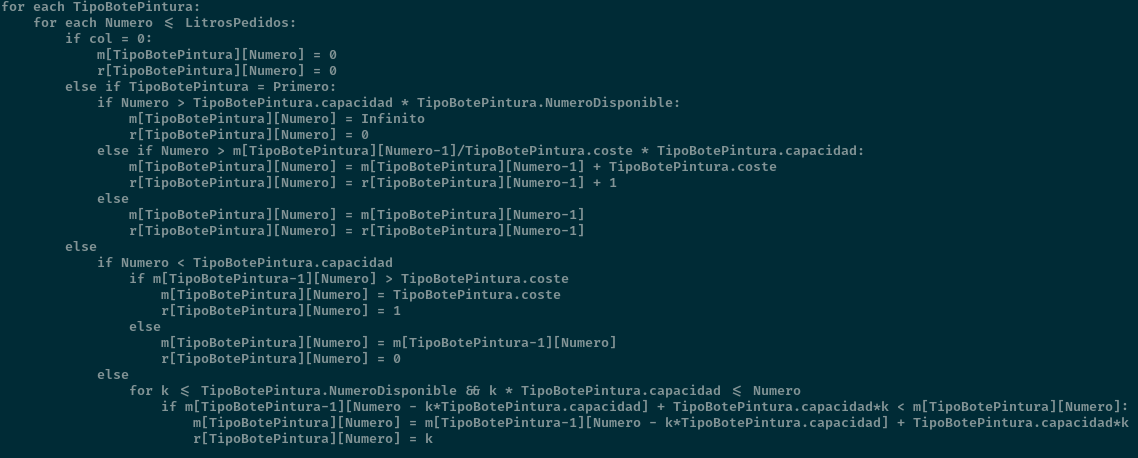 for each TipoBotePintura:
    for each Numero ≤ LitrosPedidos:
        if col = 0:
            m[TipoBotePintura][Numero] = 0
            r[TipoBotePintura][Numero] = 0
        else if TipoBotePintura = Primero:
            if Numero > TipoBotePintura.capacidad * TipoBotePintura.NumeroDisponible:
                m[TipoBotePintura][Numero] = Infinito
                r[TipoBotePintura][Numero] = 0
            else if Numero > m[TipoBotePintura][Numero-1]/TipoBotePintura.coste * TipoBotePintura.capacidad:
                m[TipoBotePintura][Numero] = m[TipoBotePintura][Numero-1] + TipoBotePintura.coste
                r[TipoBotePintura][Numero] = r[TipoBotePintura][Numero-1] + 1
            else
                m[TipoBotePintura][Numero] = m[TipoBotePintura][Numero-1]
                r[TipoBotePintura][Numero] = r[TipoBotePintura][Numero-1]
        else
            if Numero < TipoBotePintura.capacidad
                if m[TipoBotePintura-1][Numero] > TipoBotePintura.coste
                    m[TipoBotePintura][Numero] = TipoBotePintura.coste
                    r[TipoBotePintura][Numero] = 1
                else
                    m[TipoBotePintura][Numero] = m[TipoBotePintura-1][Numero]
                    r[TipoBotePintura][Numero] = 0
            else
                for k ≤ TipoBotePintura.NumeroDisponible && k * TipoBotePintura.capacidad ≤ Numero
                    if m[TipoBotePintura-1][Numero - k*TipoBotePintura.capacidad] + TipoBotePintura.capacidad*k < m[TipoBotePintura][Numero]:
                        m[TipoBotePintura][Numero] = m[TipoBotePintura-1][Numero - k*TipoBotePintura.capacidad] + TipoBotePintura.capacidad*k
                        r[TipoBotePintura][Numero] = k